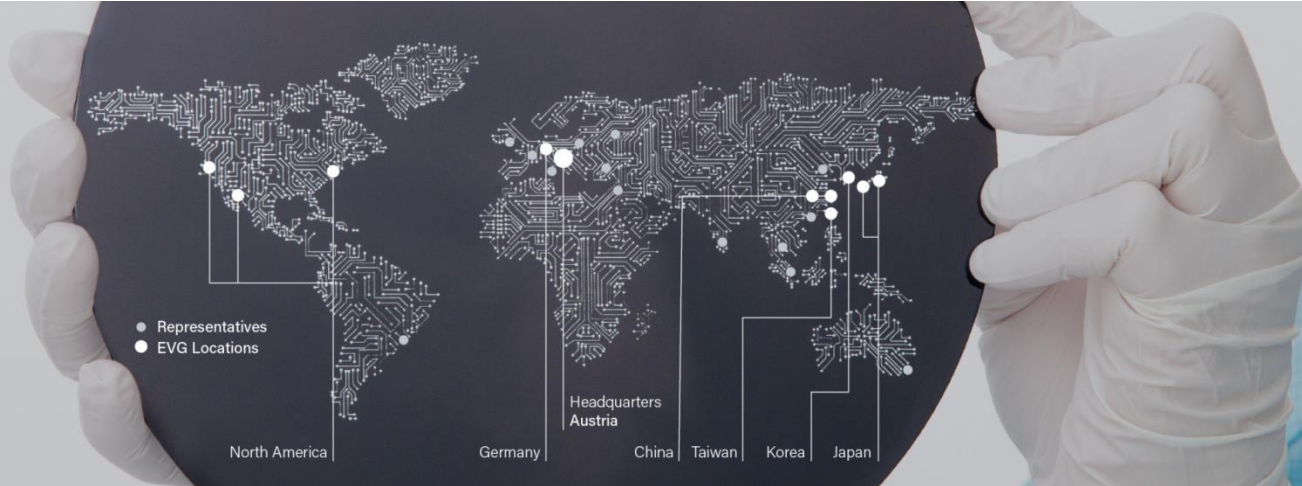 Representatives
EVG Locations
Headquarters
Austria
North America
Germany
China
Taiwan
Korea
Japan